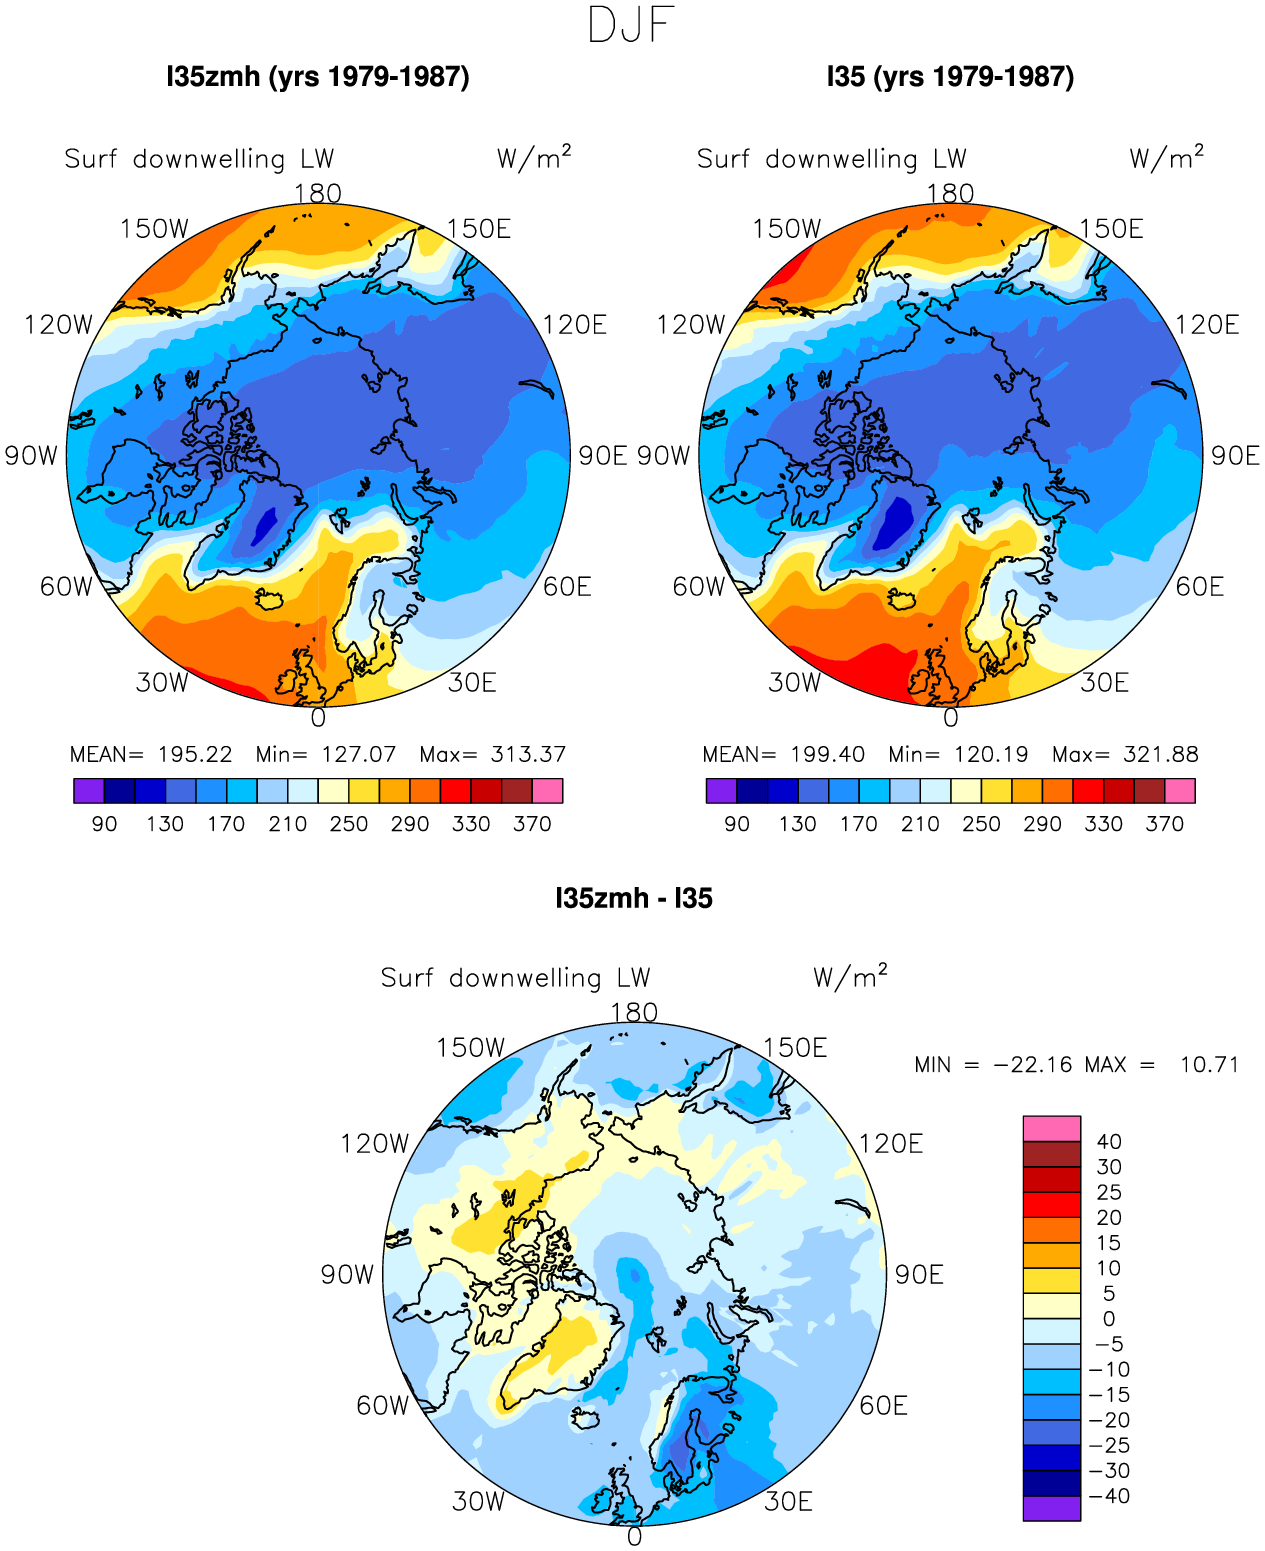 DJF
I35zmh (yrs 1979-1987)
I35 (yrs 1979-1987)
Surf downwelling LW W/m²
180
150W 150E
120W 120E
90W 90E
60W 60E
30W 30E
0
MEAN= 195.22 Min= 127.07 Max= 313.37
90 130 170 210 250 290 330 370
Surf downwelling LW W/m²
180
150W 150E
120W 120E
90W 90E
60W 60E
30W 30E
0
MEAN= 199.40 Min= 120.19 Max= 321.88
90 130 170 210 250 290 330 370
I35zmh - I35
Surf downwelling LW W/m²
180
150W 150E
120W 120E
90W 90E
60W 60E
30W 30E
0
MIN = -22.16 MAX = 10.71
40
30
25
20
15
10
5
0
-5
-10
-15
-20
-25
-30
-40